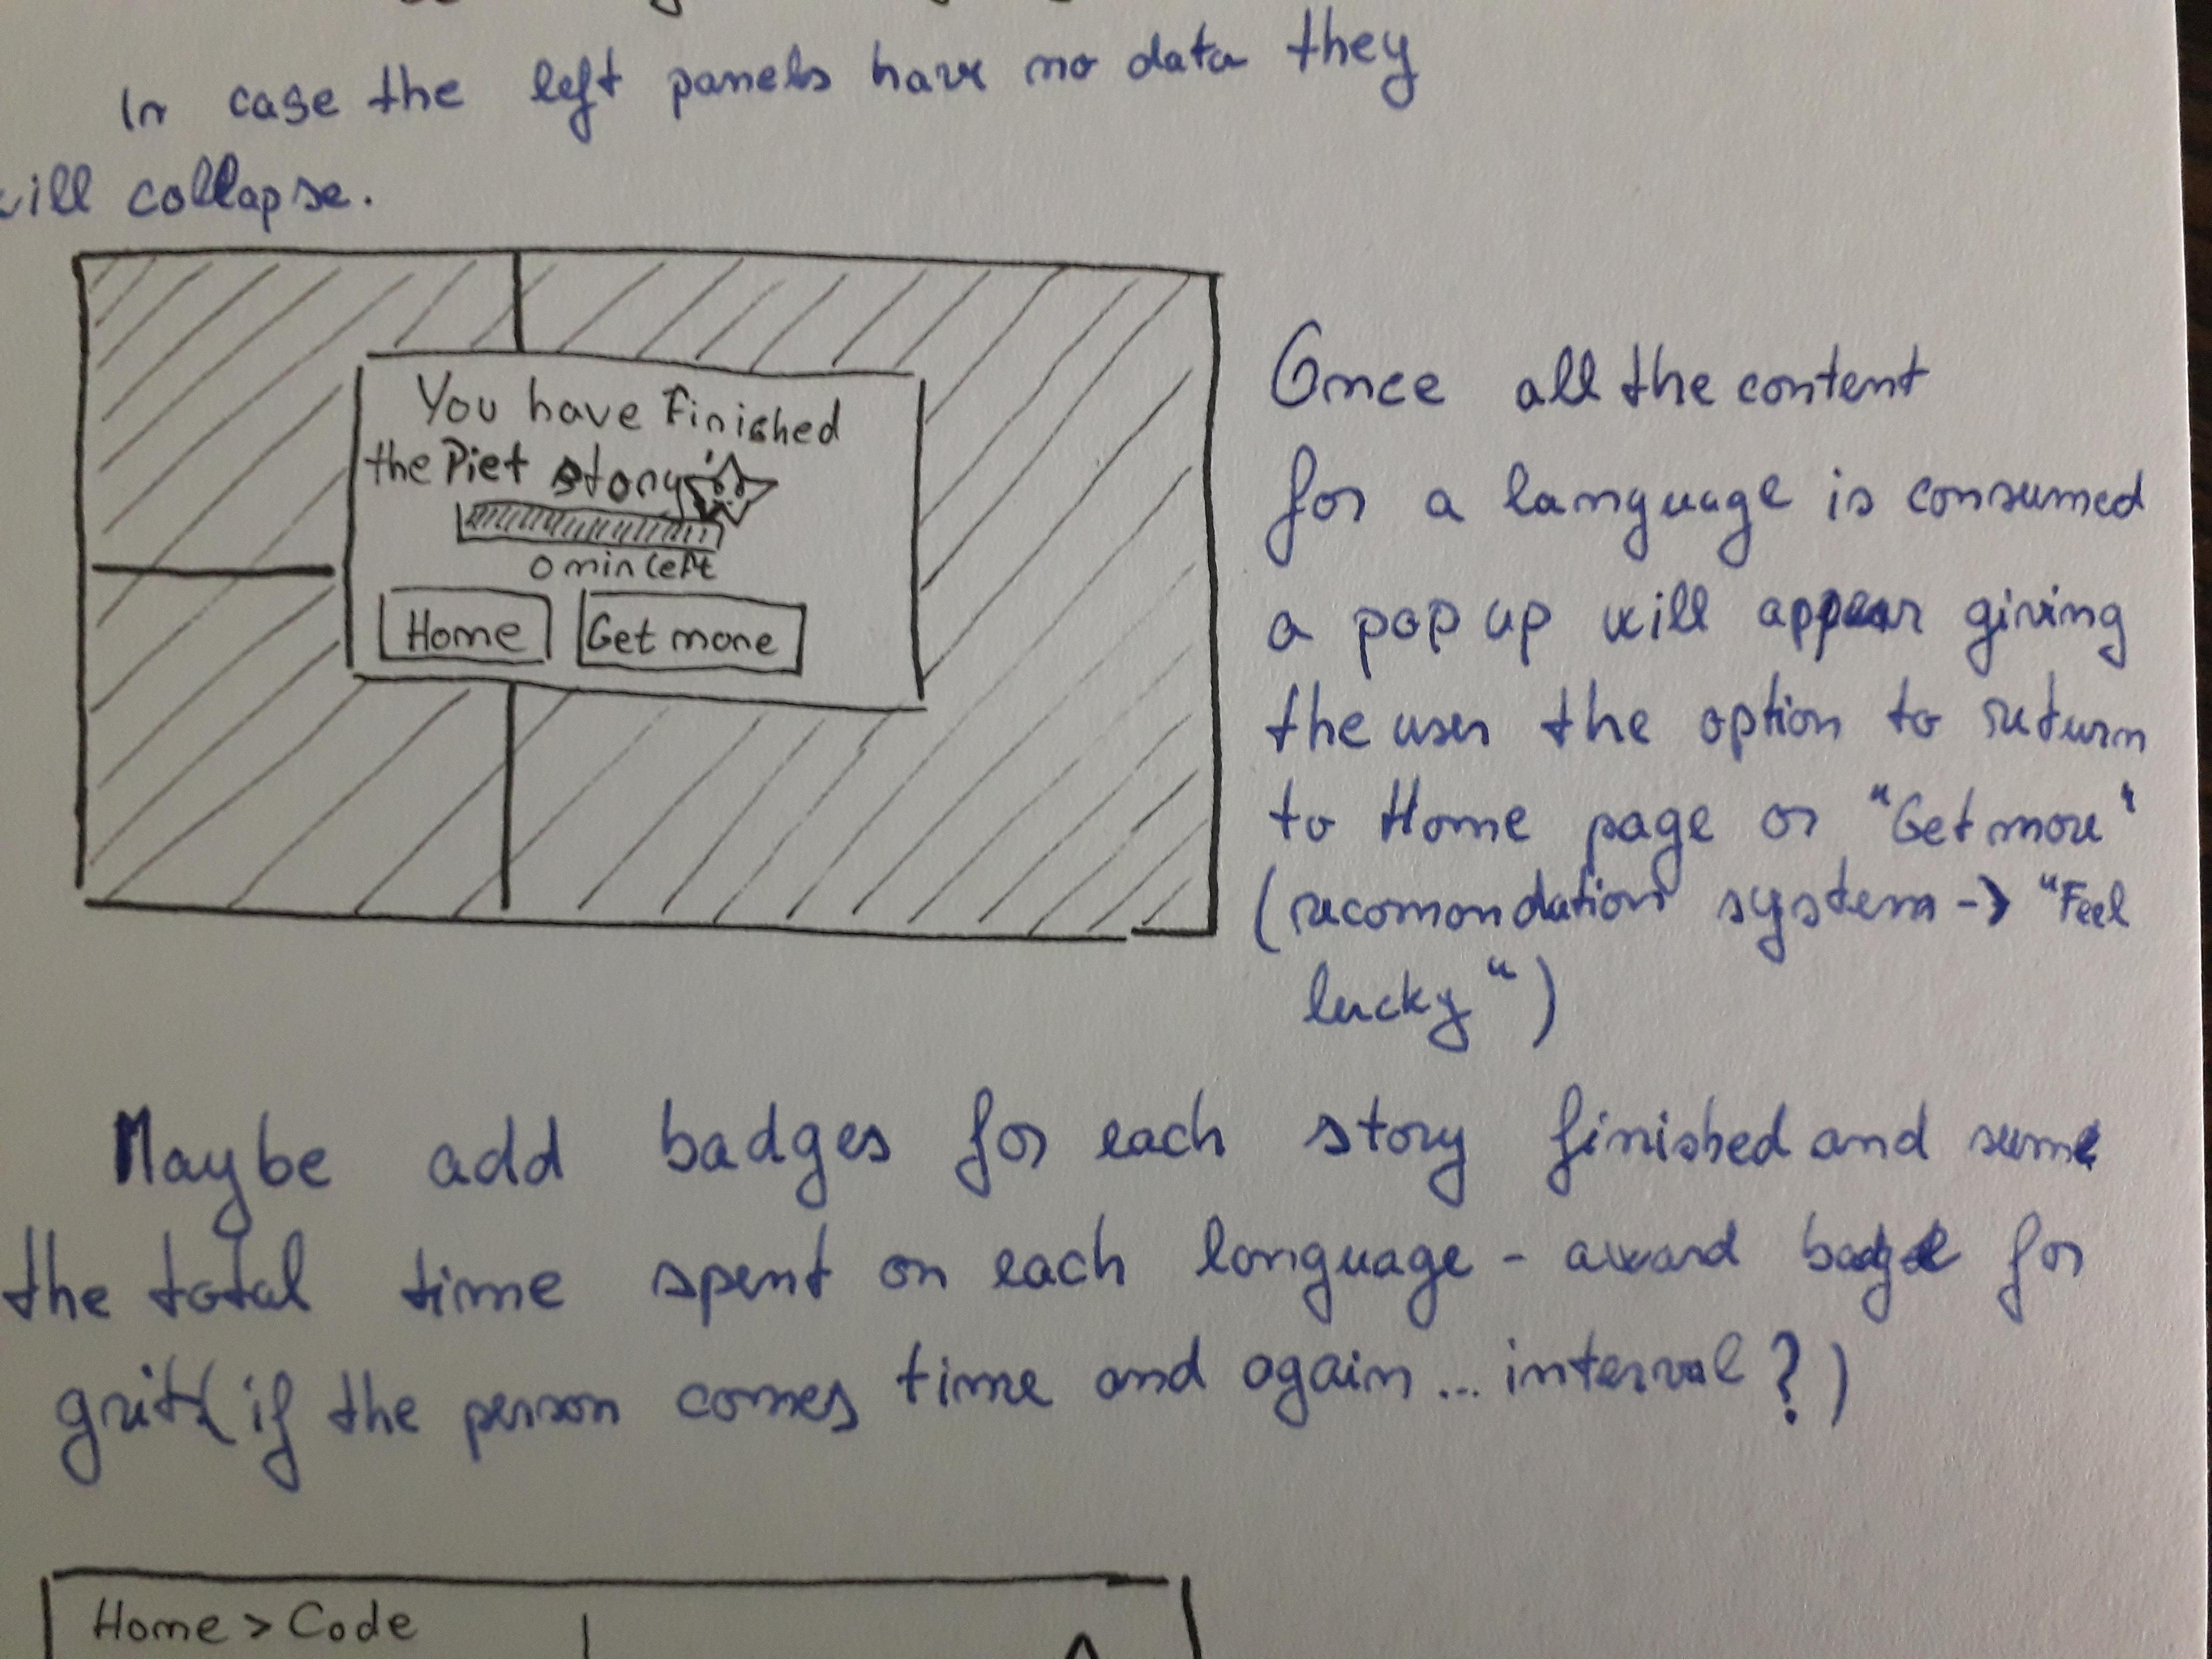 In case the left panels have no data they
will collapse.
You have Finished
the Piet story
0 min left
Home
Get more
Once all the content
for a language is consumed
a pop up will appear giving
the user the option to return
to Home page or "Get more"
(recomondation system -> "Feel
lucky")
Maybe add badges for each story finished and sume
the total time spent on each language - award badge for
grit (if the person comes time and again... interval?)
Home > Code